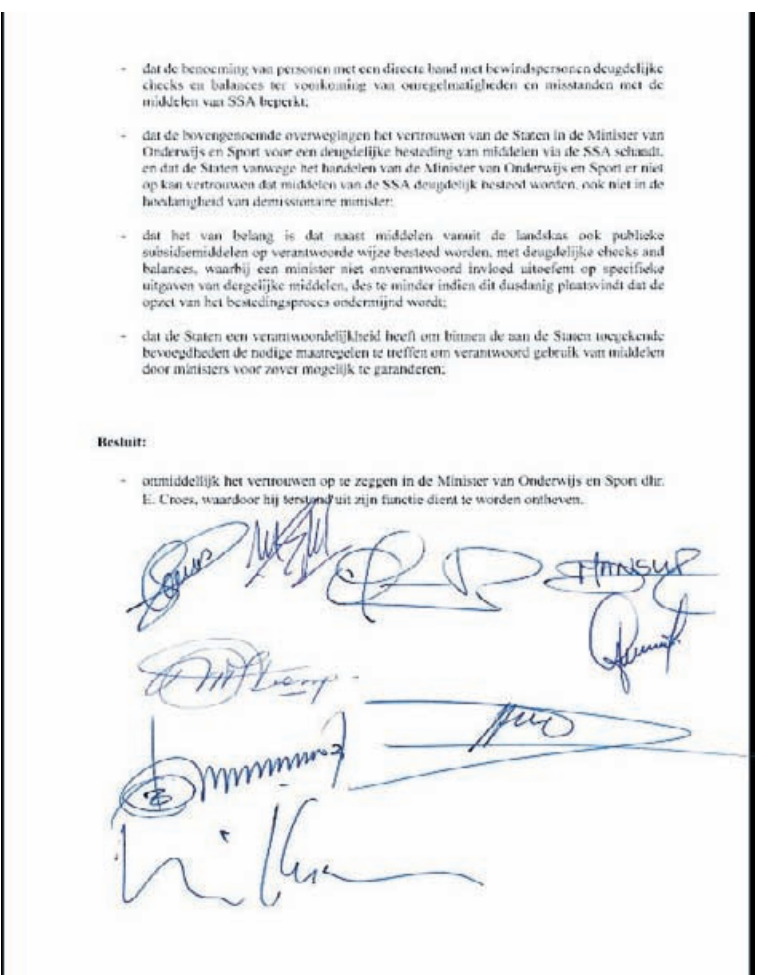 - dat de benoeming van personen met een directe band met bewindspersonen deugdelijke
checks en balances ter voorkoming van onregelmatigheden en misstanden met de
middelen van SSA beperkt;
- dat de bovengenoemde overwegingen het vertrouwen van de Staten in de Minister van
Onderwijs en Sport voor een deugdelijke besteding van middelen via de SSA schaadt,
en dat de Staten vanwege het handelen van de Minister van Onderwijs en Sport er niet
op kan vertrouwen dat middelen van de SSA deugdelijk besteed worden, ook niet in de
hoedanigheid van demissionaire minister;
- dat het van belang is dat naast middelen vanuit de landskas ook publieke
subsidiemiddelen op verantwoorde wijze besteed worden, met deugdelijke checks and
balances, waarbij een minister niet onverantwoord invloed uitoefent op specifieke
uitgaven van dergelijke middelen, des te minder indien dit dusdanig plaatsvindt dat de
opzet van het bestedingsproces ondermijnd wordt;
- dat de Staten een verantwoordelijkheid heeft om binnen de aan de Staten toegekende
bevoegdheden de nodige maatregelen te treffen om verantwoord gebruik van middelen
door ministers voor zover mogelijk te garanderen;
Besluit:
- onmiddellijk het vertrouwen op te zeggen in de Minister van Onderwijs en Sport dhr.
E. Croes, waardoor hij terstond uit zijn functie dient te worden ontheven.